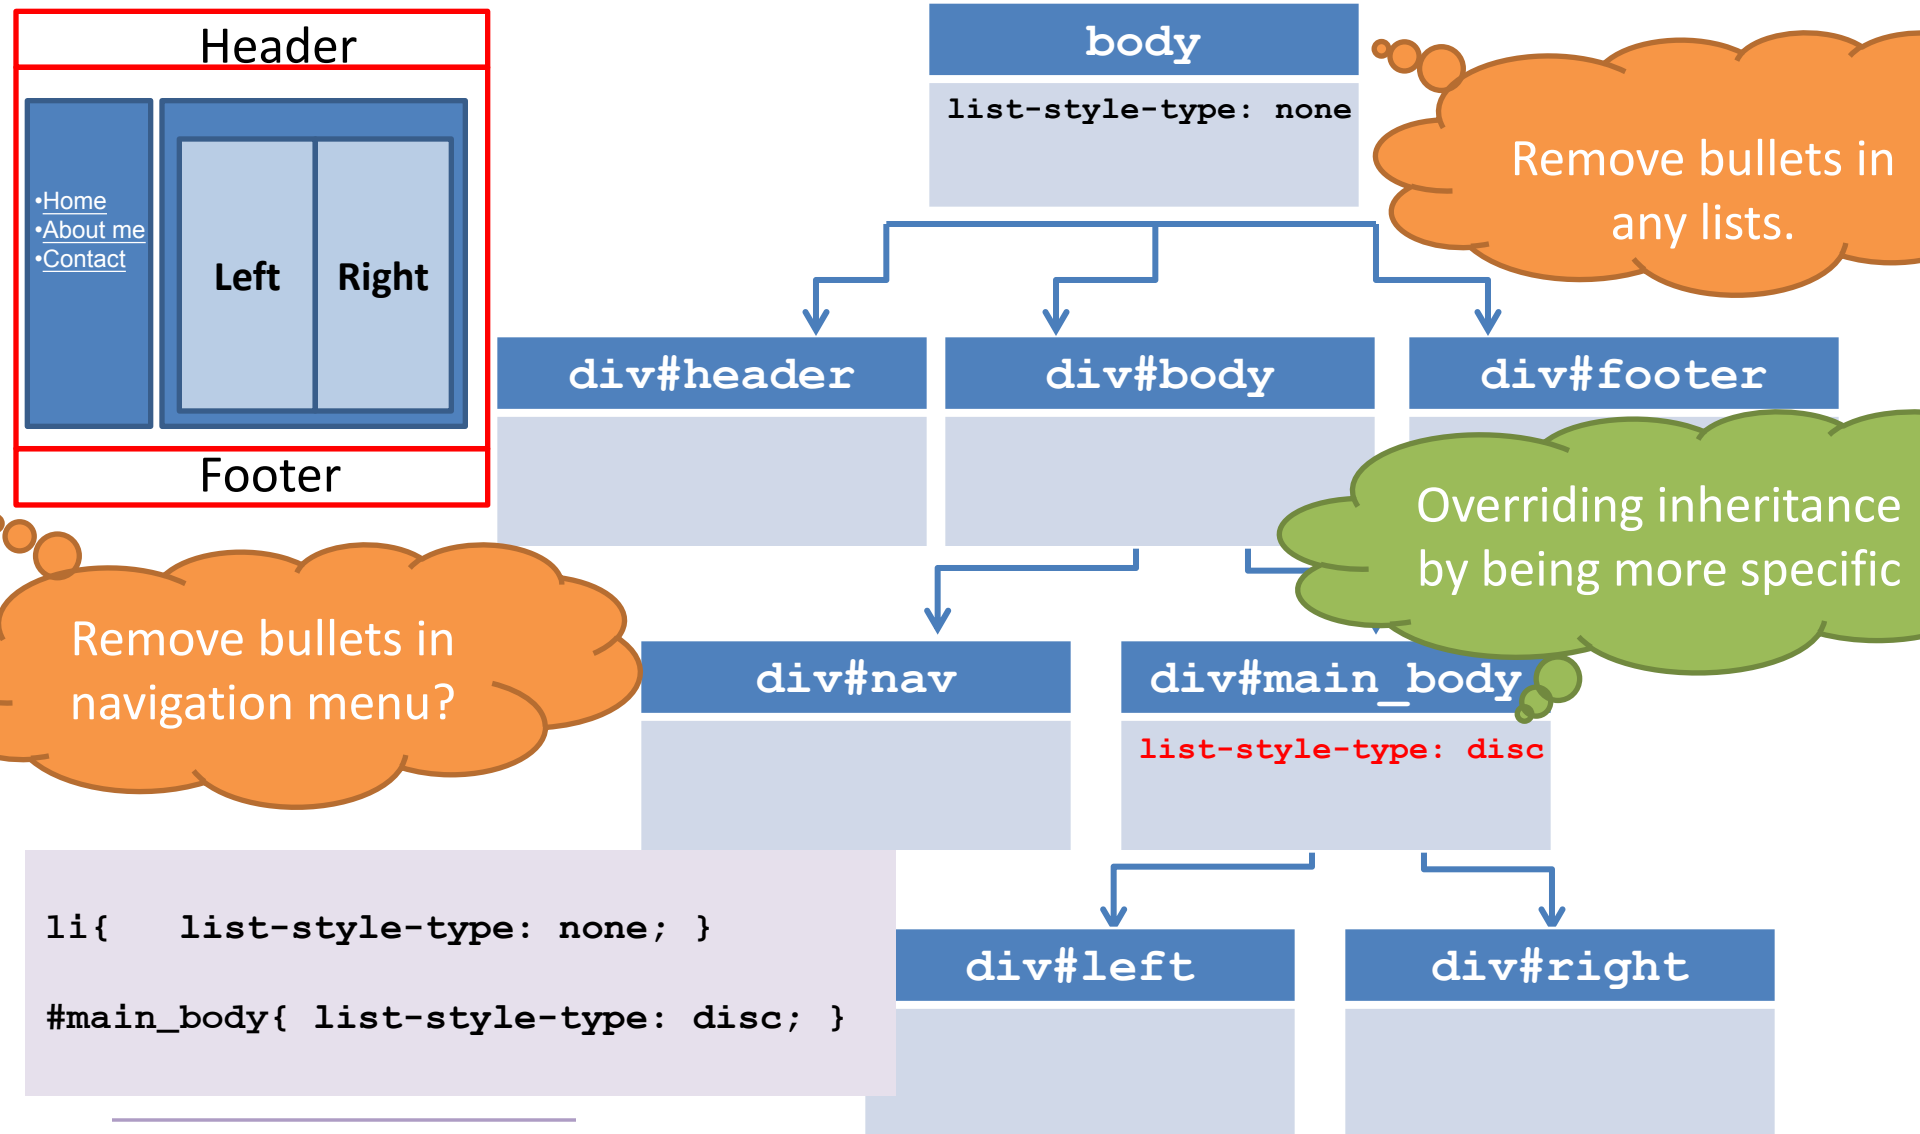 Header
•Home
•About me
•Contact
Left
Right
Footer
body
list-style-type: none
Remove bullets in
any lists.
div#header
div#body
div#footer
Overriding inheritance
by being more specific
Remove bullets in
navigation menu?
div#nav
div#main_body
list-style-type: disc
li{   list-style-type: none; }
#main_body{ list-style-type: disc; }
div#left
div#right